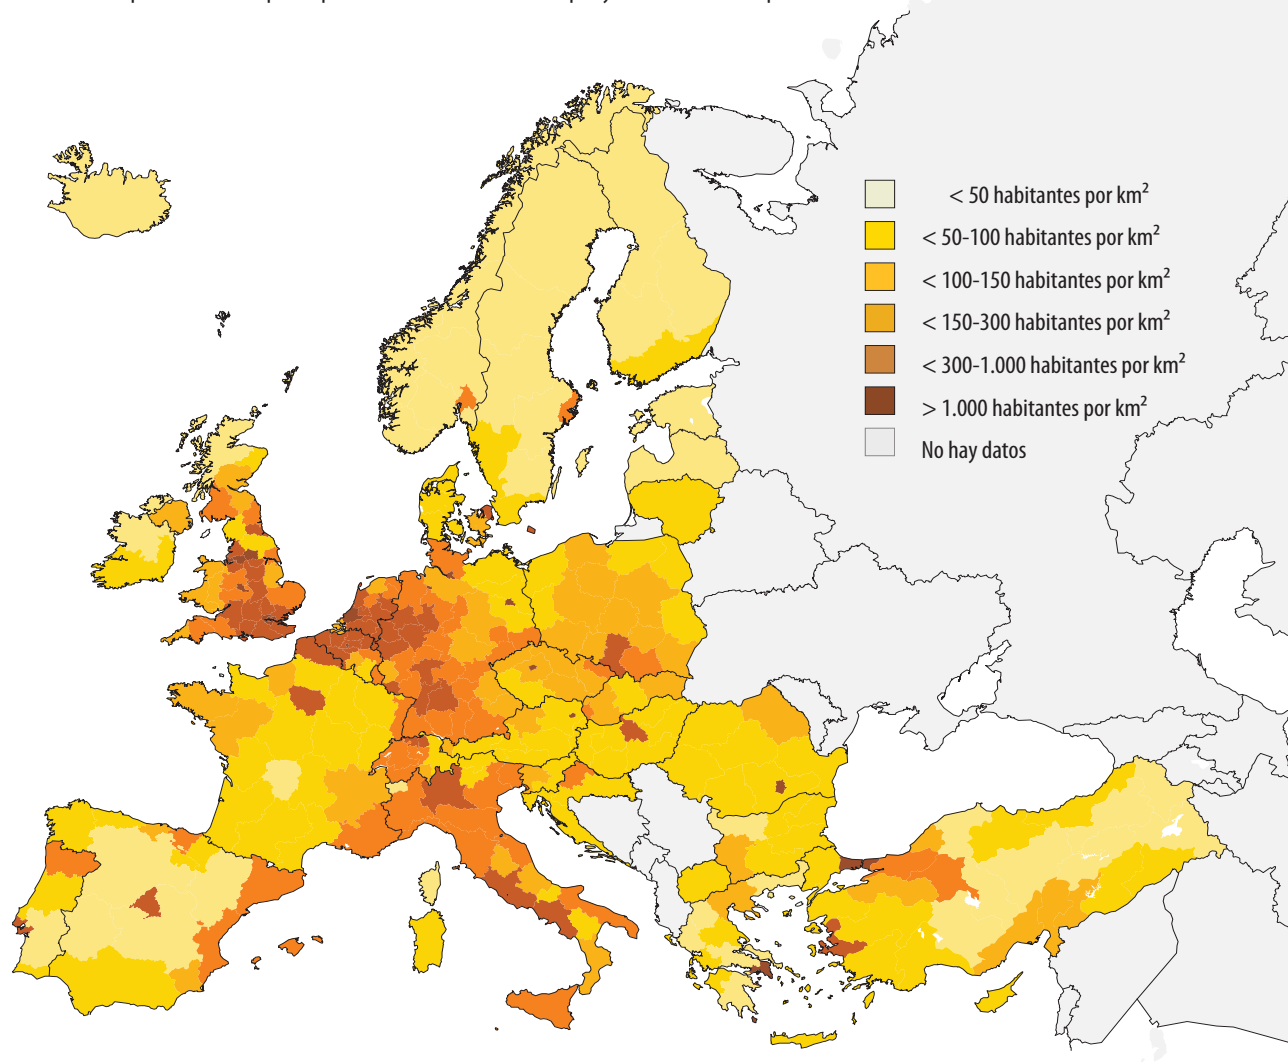 < 50 habitantes por km²
< 50-100 habitantes por km²
< 100-150 habitantes por km²
< 150-300 habitantes por km²
< 300-1.000 habitantes por km²
> 1.000 habitantes por km²
No hay datos